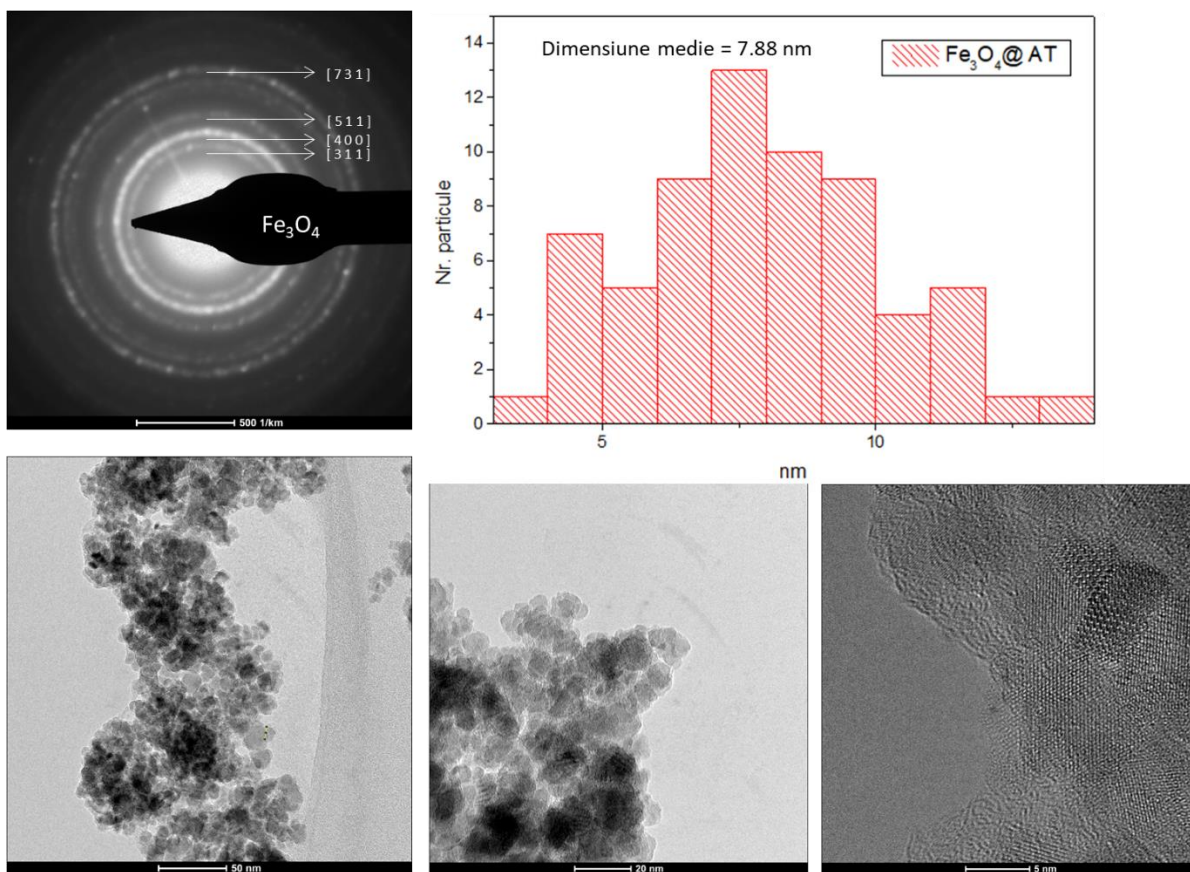 [731]
[511]
[400]
[311]
Fe₃O₄
500 1/km
Dimensiune medie = 7.88 nm
Fe₃O₄@AT
Nr. particule
14
12
10
8
6
4
2
0
5
10
nm
50 nm
20 nm
5 nm